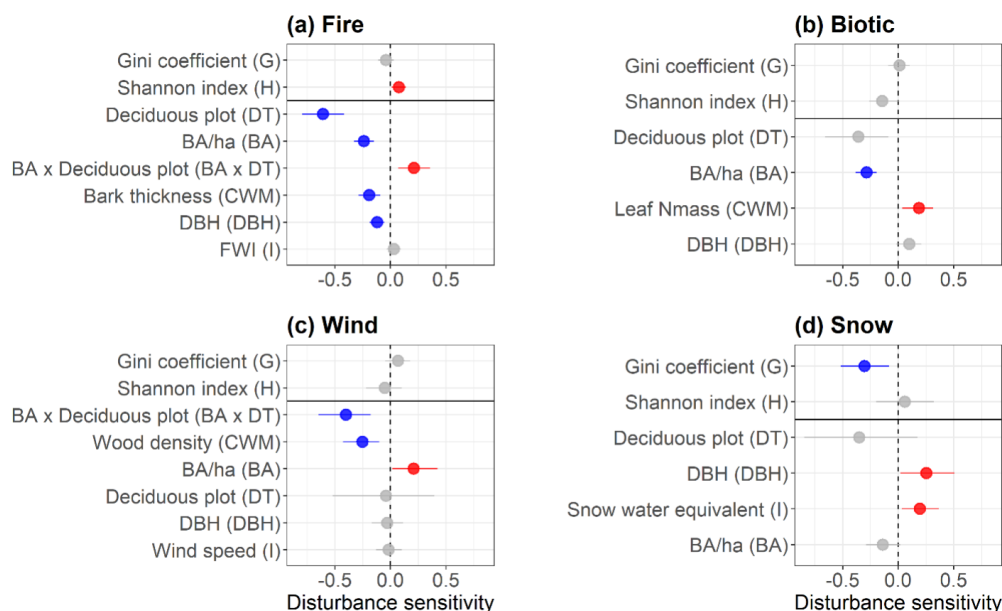 (a) Fire
Gini coefficient (G)
Shannon index (H)
Deciduous plot (DT)
BA/ha (BA)
BA x Deciduous plot (BA x DT)
Bark thickness (CWM)
DBH (DBH)
FWI (I)
-0.5 0.0 0.5
(b) Biotic
Gini coefficient (G)
Shannon index (H)
Deciduous plot (DT)
BA/ha (BA)
Leaf Nmass (CWM)
DBH (DBH)
-0.5 0.0 0.5
(c) Wind
Gini coefficient (G)
Shannon index (H)
BA x Deciduous plot (BA x DT)
Wood density (CWM)
BA/ha (BA)
Deciduous plot (DT)
DBH (DBH)
Wind speed (I)
-0.5 0.0 0.5
Disturbance sensitivity
(d) Snow
Gini coefficient (G)
Shannon index (H)
Deciduous plot (DT)
DBH (DBH)
Snow water equivalent (I)
BA/ha (BA)
-0.5 0.0 0.5
Disturbance sensitivity